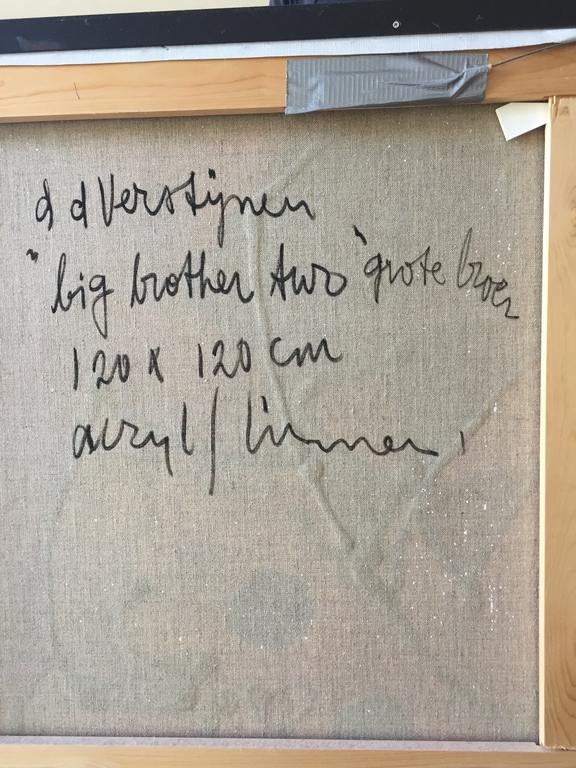 d d Verstijnen
"big brother two" grote broer
120 x 120 cm
acryl/linnen,